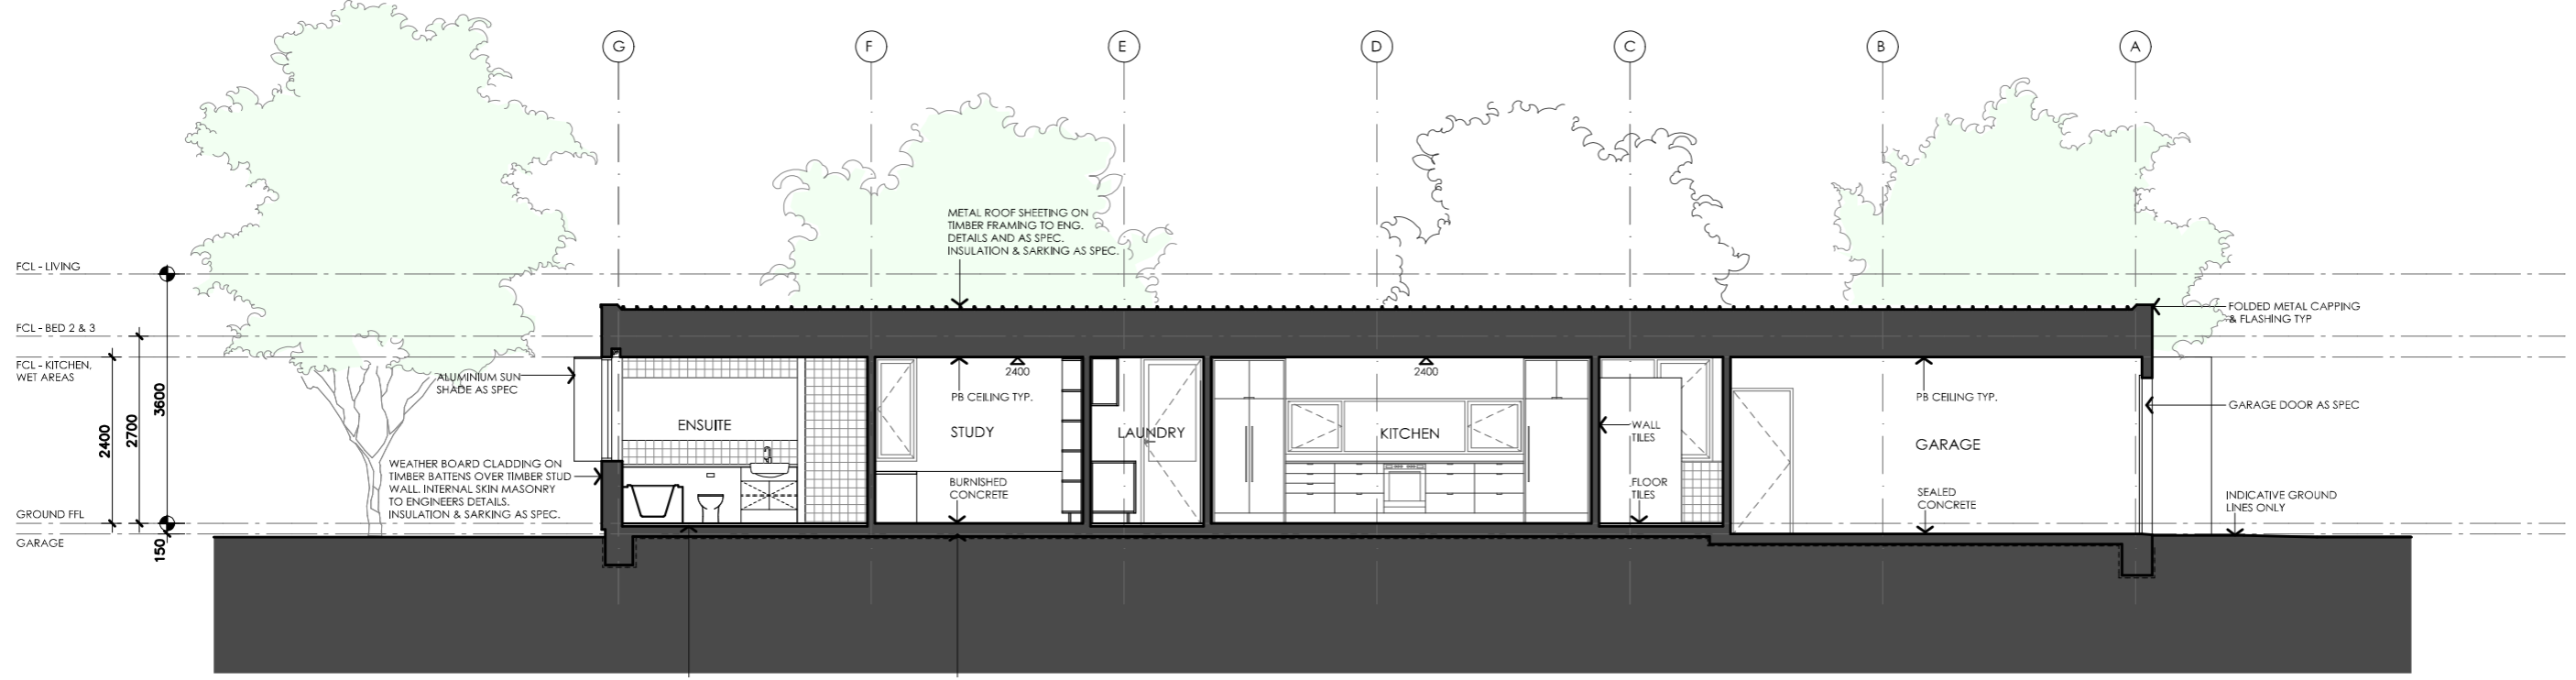 G
F
E
D
C
B
A
METAL ROOF SHEETING ON
TIMBER FRAMING TO ENG.
DETAILS AND AS SPEC.
INSULATION & SARKING AS SPEC.
FCL - LIVING
FOLDED METAL CAPPING
& FLASHING TYP
FCL - BED 2 & 3
FCL - KITCHEN,
WET AREAS
ALUMINIUM SUN
SHADE AS SPEC
2400
2400
3600
2700
2400
PB CEILING TYP.
PB CEILING TYP.
GARAGE DOOR AS SPEC
ENSUITE
STUDY
LAUNDRY
KITCHEN
WALL
TILES
GARAGE
WEATHER BOARD CLADDING ON
TIMBER BATTENS OVER TIMBER STUD
WALL. INTERNAL SKIN MASONRY
TO ENGINEERS DETAILS.
INSULATION & SARKING AS SPEC.
BURNISHED
CONCRETE
FLOOR
TILES
SEALED
CONCRETE
INDICATIVE GROUND
LINES ONLY
GROUND FFL
GARAGE
150